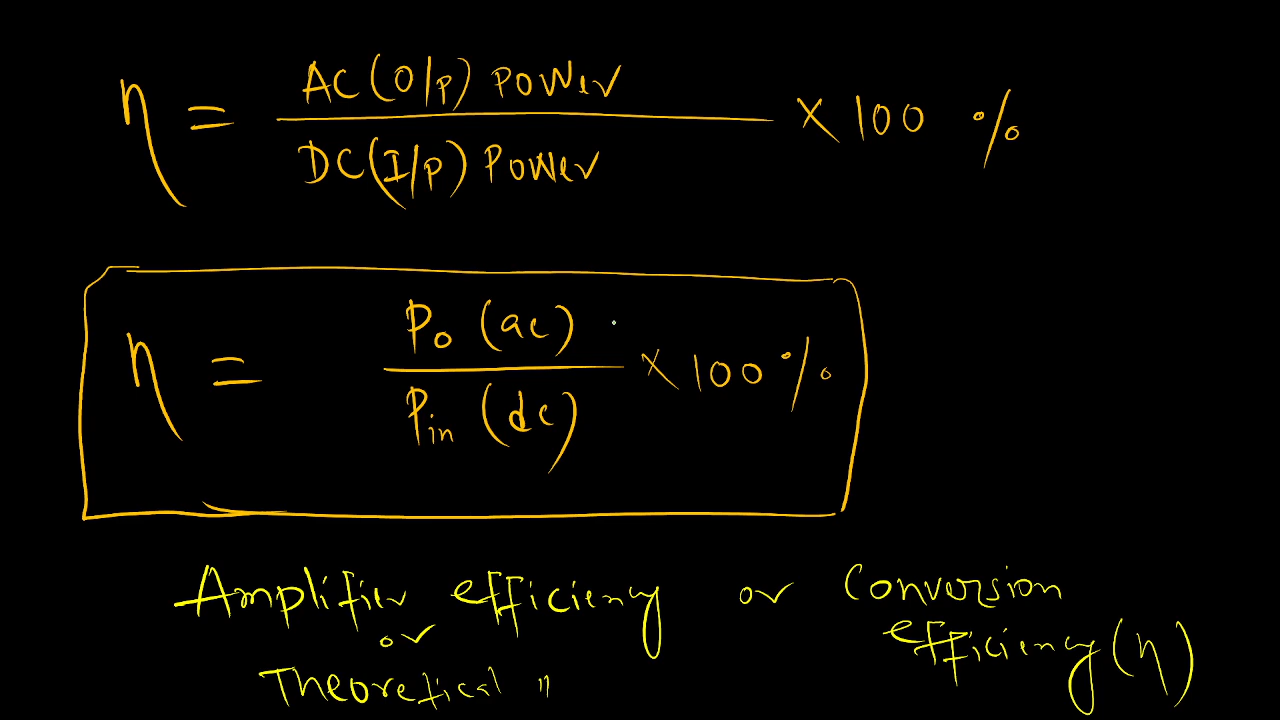 η = AC(O/P) Power / DC(I/P) Power × 100 %
η = Po (ac) / Pin (dc) × 100 %
Amplifier efficiency or Conversion efficiency (η)
or
Theoretical "